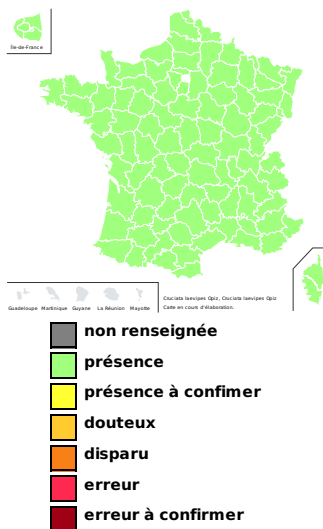 Île-de-France
Guadeloupe Martinique Guyane La Réunion Mayotte
Cruciata laevipes Opiz, Cruciata laevipes Opiz
Carte en cours d'élaboration.
non renseignée
présence
présence à confimer
douteux
disparu
erreur
erreur à confirmer